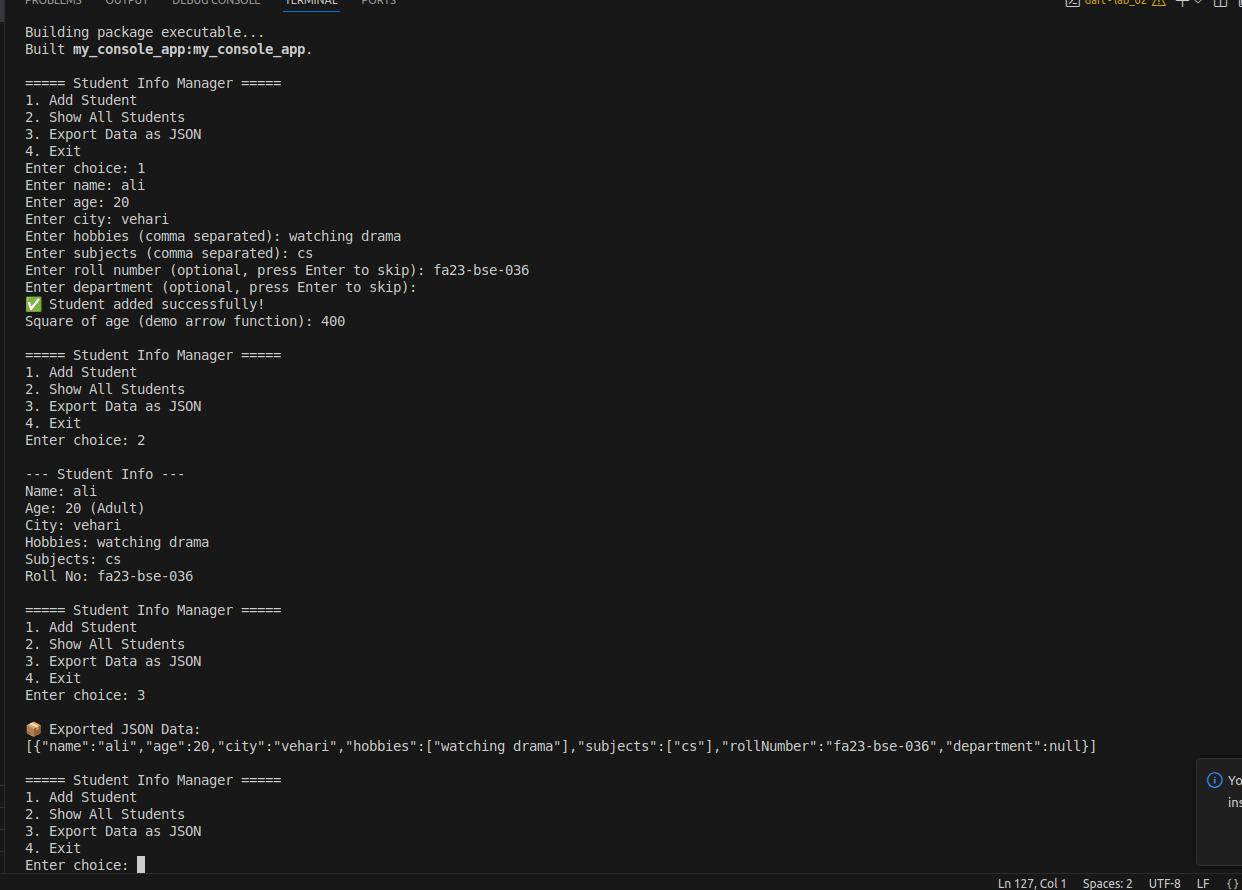 PROBLEMS OUTPUT DEBUG CONSOLE TERMINAL PORTS
dart - lab_02
Building package executable...
Built my_console_app:my_console_app.
===== Student Info Manager =====
1. Add Student
2. Show All Students
3. Export Data as JSON
4. Exit
Enter choice: 1
Enter name: ali
Enter age: 20
Enter city: vehari
Enter hobbies (comma separated): watching drama
Enter subjects (comma separated): cs
Enter roll number (optional, press Enter to skip): fa23-bse-036
Enter department (optional, press Enter to skip):
✅ Student added successfully!
Square of age (demo arrow function): 400
===== Student Info Manager =====
1. Add Student
2. Show All Students
3. Export Data as JSON
4. Exit
Enter choice: 2
--- Student Info ---
Name: ali
Age: 20 (Adult)
City: vehari
Hobbies: watching drama
Subjects: cs
Roll No: fa23-bse-036
===== Student Info Manager =====
1. Add Student
2. Show All Students
3. Export Data as JSON
4. Exit
Enter choice: 3
📦 Exported JSON Data:
[{"name":"ali","age":20,"city":"vehari","hobbies":["watching drama"],"subjects":["cs"],"rollNumber":"fa23-bse-036","department":null}]
===== Student Info Manager =====
1. Add Student
2. Show All Students
3. Export Data as JSON
4. Exit
Enter choice:
Yo
ins
Ln 127, Col 1 Spaces: 2 UTF-8 LF {}